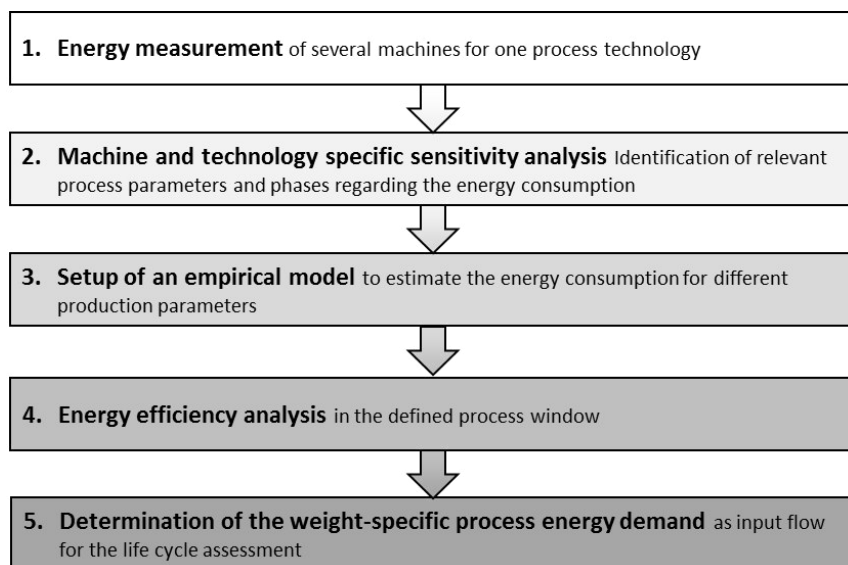 1. Energy measurement of several machines for one process technology
2. Machine and technology specific sensitivity analysis Identification of relevant
process parameters and phases regarding the energy consumption
3. Setup of an empirical model to estimate the energy consumption for different
production parameters
4. Energy efficiency analysis in the defined process window
5. Determination of the weight-specific process energy demand as input flow
for the life cycle assessment